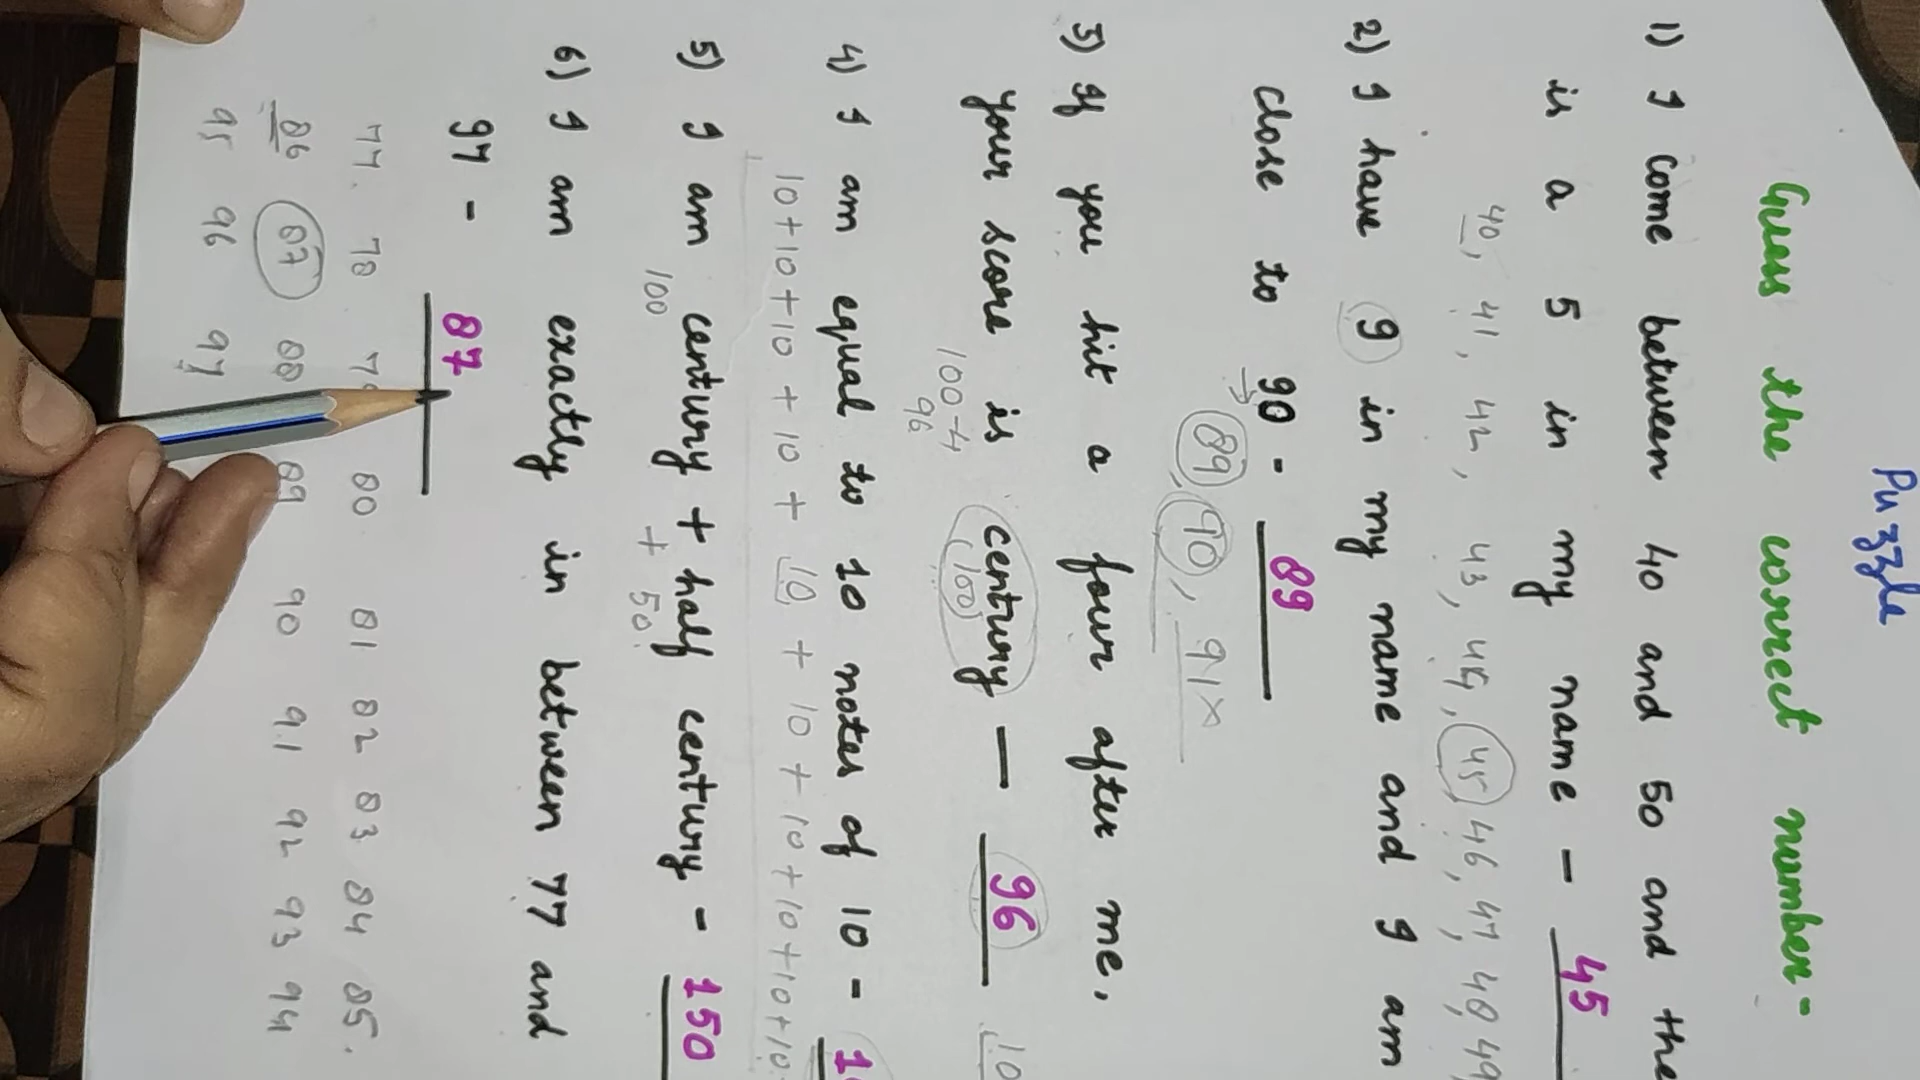 Puzzle
Guess the correct number-
1) I come between 40 and 50 and the
is a 5 in my name - 45
40, 41, 42, 43, 44, 45, 46, 47, 48 49
2) I have 9 in my name and I am
close to 90 - 89
89, 90, 91 x
3) If you hit a four after me,
your score is century — 96
100-4 (100) 10
96
4) I am equal to 10 notes of 10 -
10+10+10+10+10+10+10+10+10+10
5) I am century + half century - 150
100 + 50
6) I am exactly in between 77 and
97 - 87
77. 78 80 81 82 83 84 85.
86 87 88 89 90 91 92 93 94
95 96 97